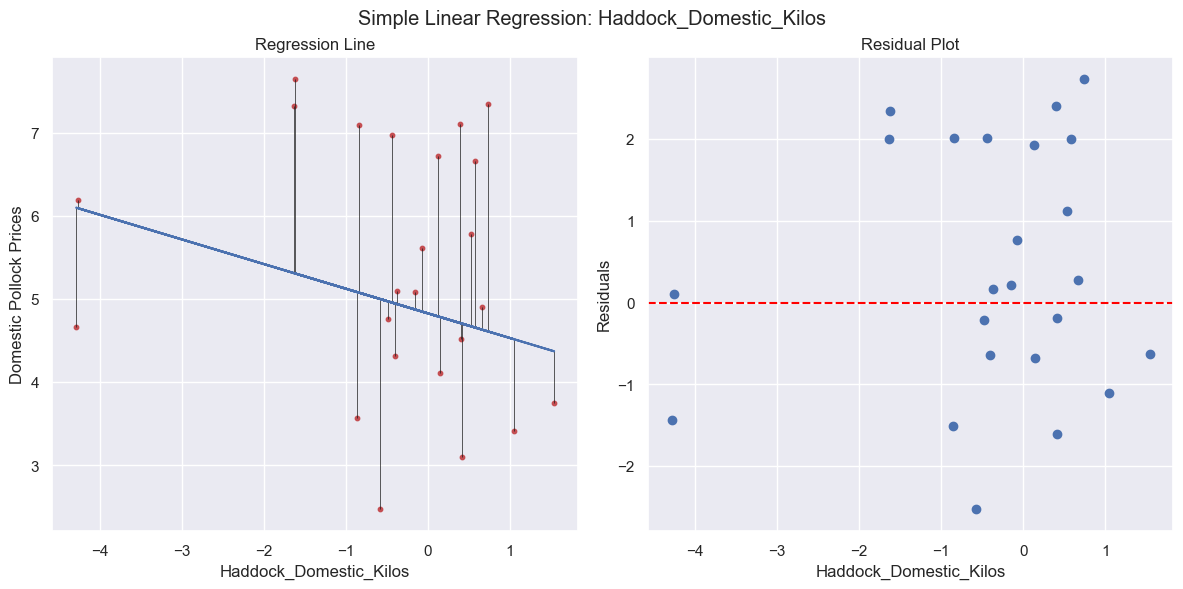 Simple Linear Regression: Haddock_Domestic_Kilos
Regression Line
Domestic Pollock Prices
7
6
5
4
3
−4 −3 −2 −1 0 1
Haddock_Domestic_Kilos
Residual Plot
Residuals
2
1
0
−1
−2
−4 −3 −2 −1 0 1
Haddock_Domestic_Kilos